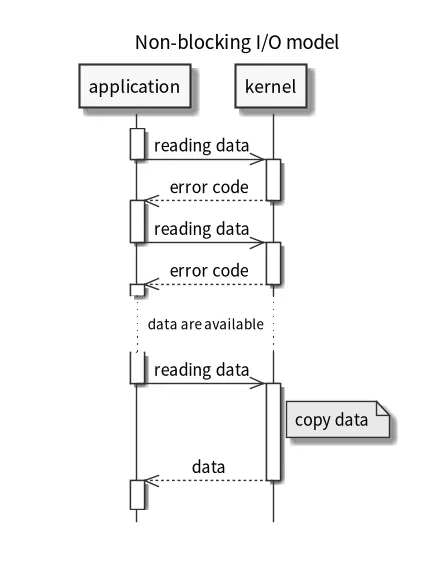 Non-blocking I/O model
application
kernel
reading data
error code
reading data
error code
data are available
reading data
copy data
data